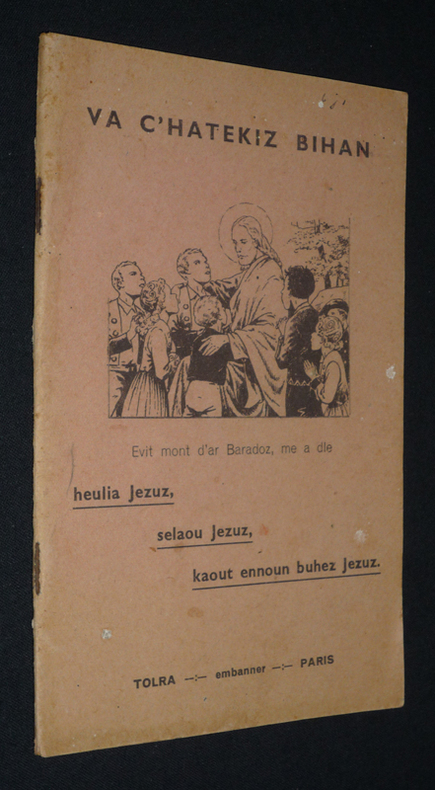 VA C'HATEKIZ BIHAN
Evit mont d'ar Baradoz, me a dle
heulia Jezuz,
selaou Jezuz,
kaout ennoun buhez Jezuz.
TOLRA —:— embanner —:— PARIS